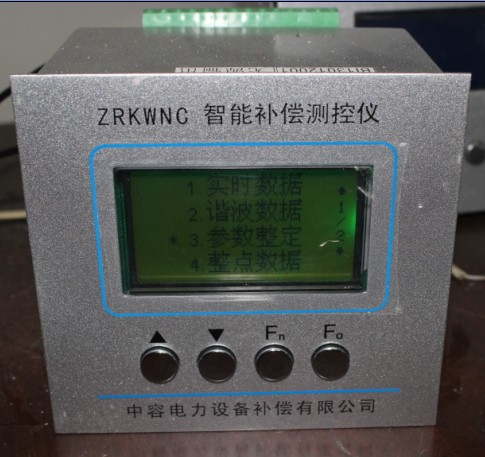 ZRKWNC 智能补偿测控仪
1 实时数据
2.谐波数据
* 3.参数整定
4 整点数据
1/2
▲ ▼ Fn Fo
中容电力设备补偿有限公司